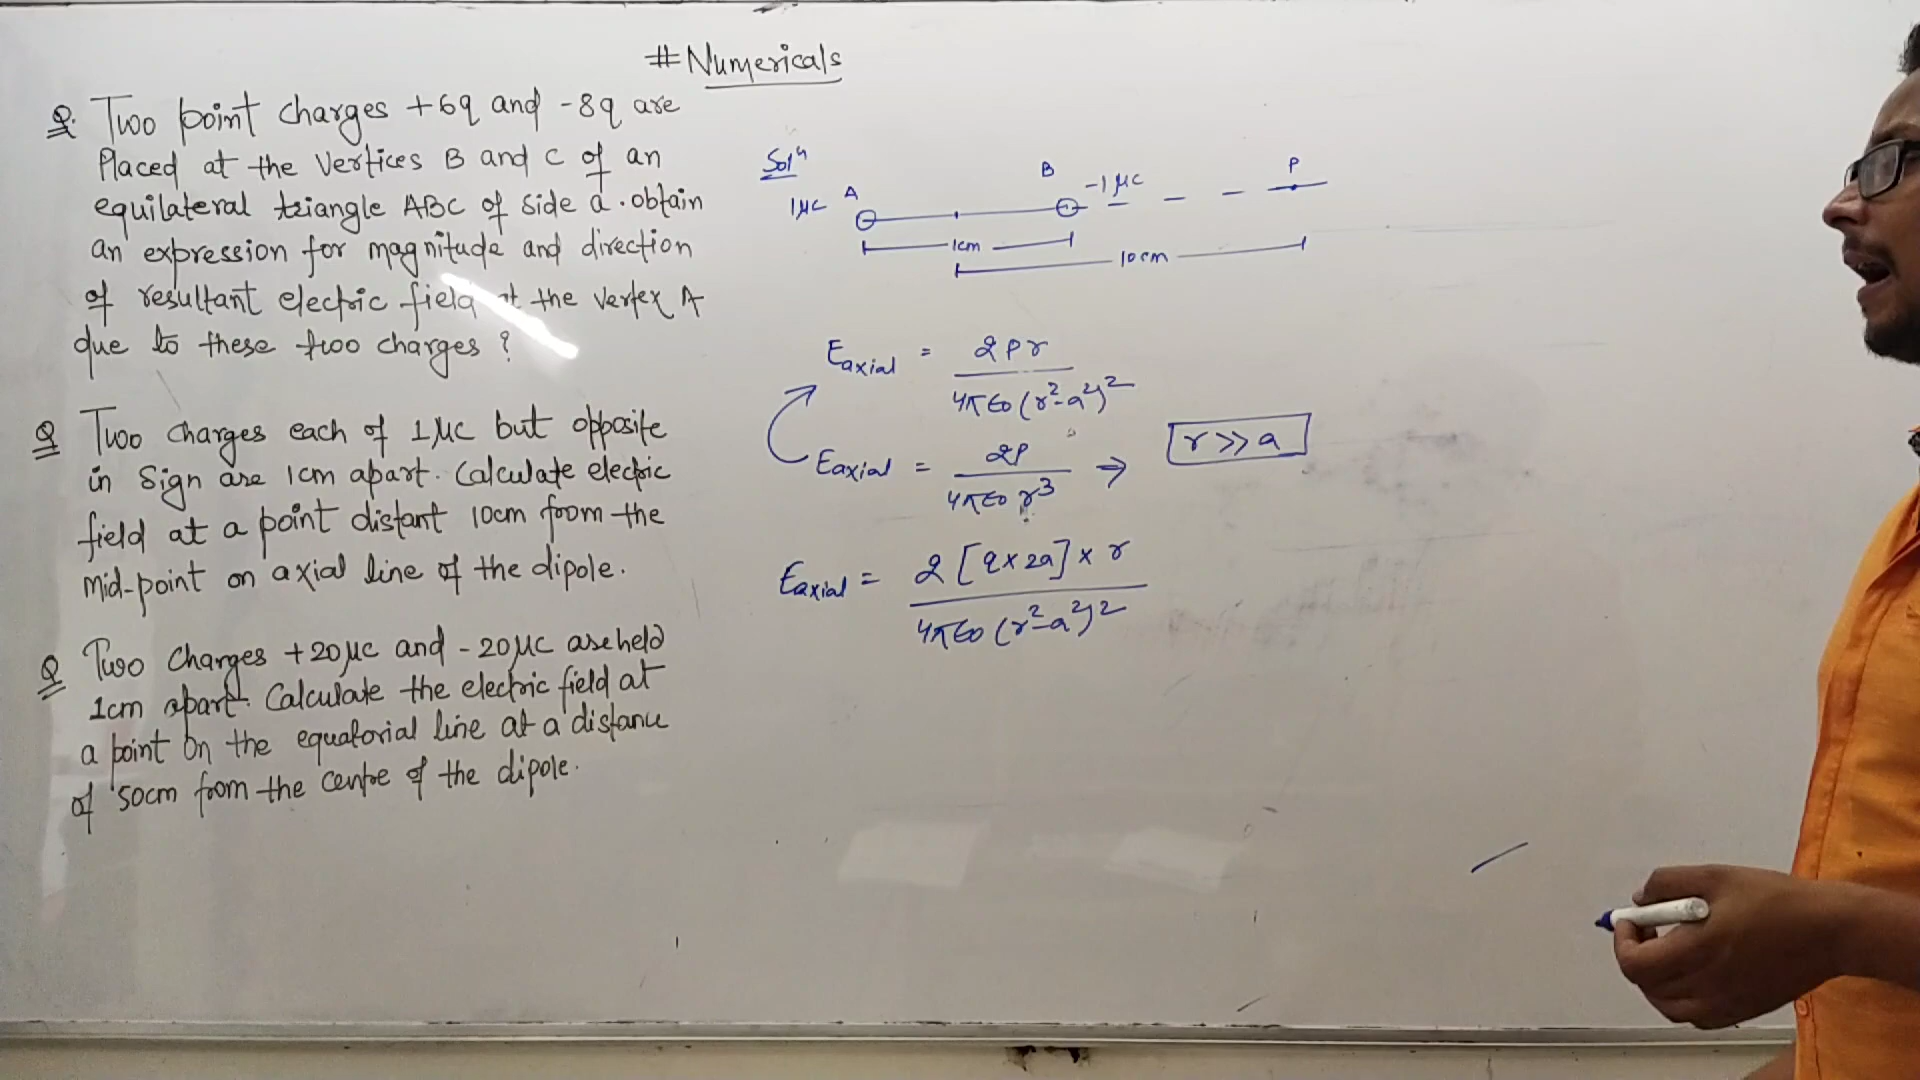 # Numericals
Q. Two point charges +6q and -8q are
Placed at the vertices B and C of an
equilateral triangle ABC of side a. obtain
an expression for magnitude and direction
of resultant electric field at the vertex A
due to these two charges ?
Q Two charges each of 1μC but opposite
in Sign are 1cm apart. Calculate electric
field at a point distant 10cm from the
mid-point on axial line of the dipole.
Q Two Charges +20μC and -20μC are held
1cm apart. Calculate the electric field at
a point on the equatorial line at a distance
of 50cm from the centre of the dipole.
Solⁿ
1μC A B -1μC P
1cm
10cm
Eaxial = 2pr / 4πε0 (r²-a²)²
Eaxial = 2p / 4πε0 r³ → r>>a
Eaxial = 2[q×2a]×r / 4πε0 (r²-a²)²